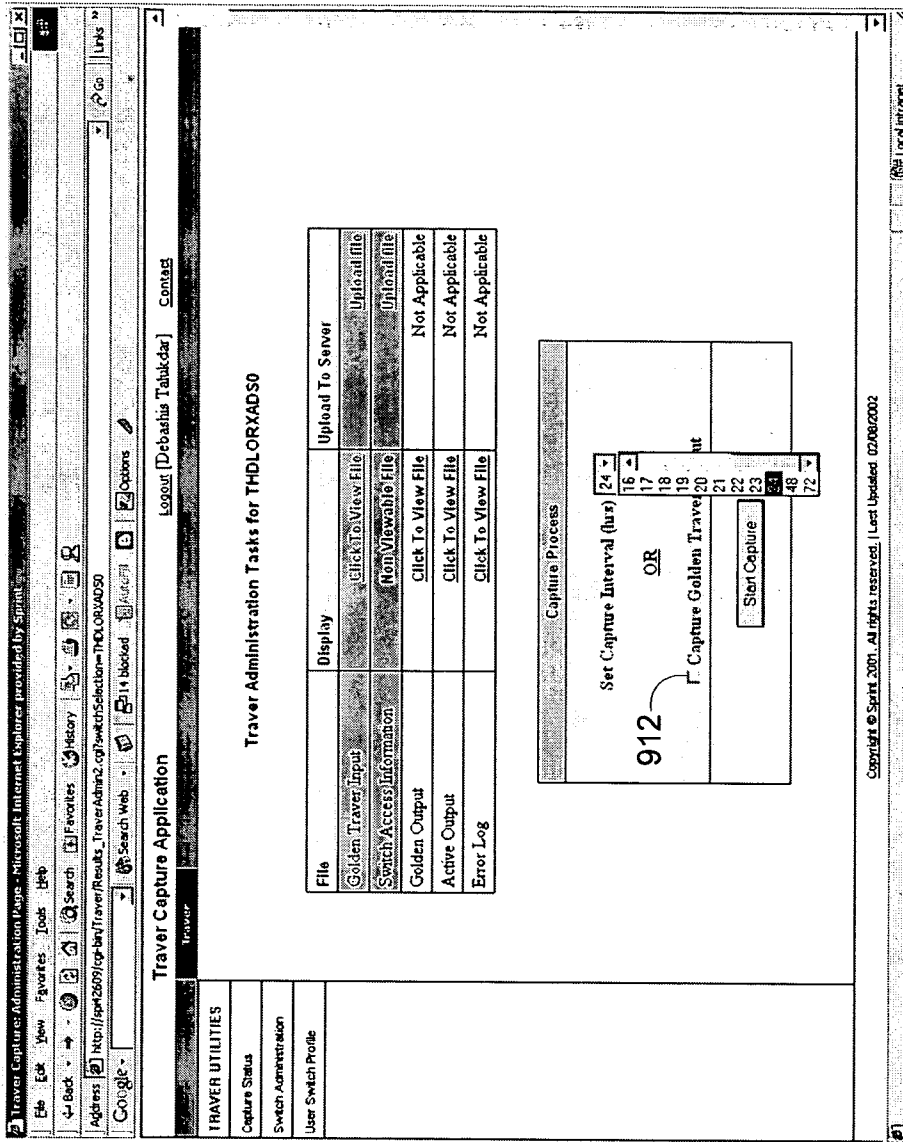 Traver Capture: Administration Page - Microsoft Internet Explorer provided by Sprint
File Edit View Favorites Tools Help
Back Search Favorites History
Address http://sprt2609/cgi-bin/Traver/Results_TraverAdmin2.cgi?switchSelection=THDLORXADS0 Go Links »
Google Search Web 14 blocked AutoFill Options
Traver Capture Application Logout [Debashis Talukdar] Contact
Traver
TRAVER UTILITIES
Capture Status
Switch Administration
User Switch Profile
Traver Administration Tasks for THDLORXADS0
File Display Upload To Server
Golden Traver Input Click To View File Upload file
Switch Access Information Non Viewable File Upload file
Golden Output Click To View File Not Applicable
Active Output Click To View File Not Applicable
Error Log Click To View File Not Applicable
Capture Process
Set Capture Interval (hrs) 24
16
17
18
19
20
21
22
23
24
48
72
OR
912
Capture Golden Traver ut
Start Capture
Copyright © Sprint 2001. All rights reserved. | Last Updated: 02/08/2002
Local intranet